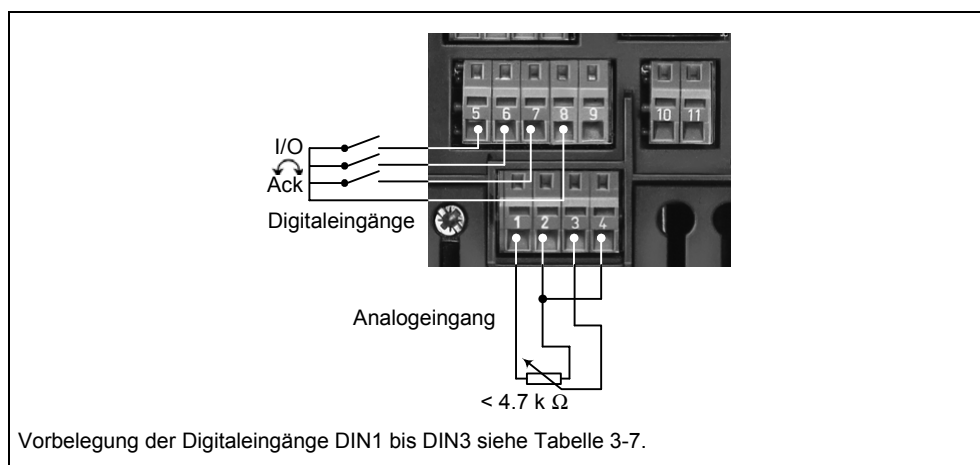 5 6 7 8 9
10 11
I/O
Ack
Digitaleingänge
1 2 3 4
Analogeingang
< 4.7 k Ω
Vorbelegung der Digitaleingänge DIN1 bis DIN3 siehe Tabelle 3-7.